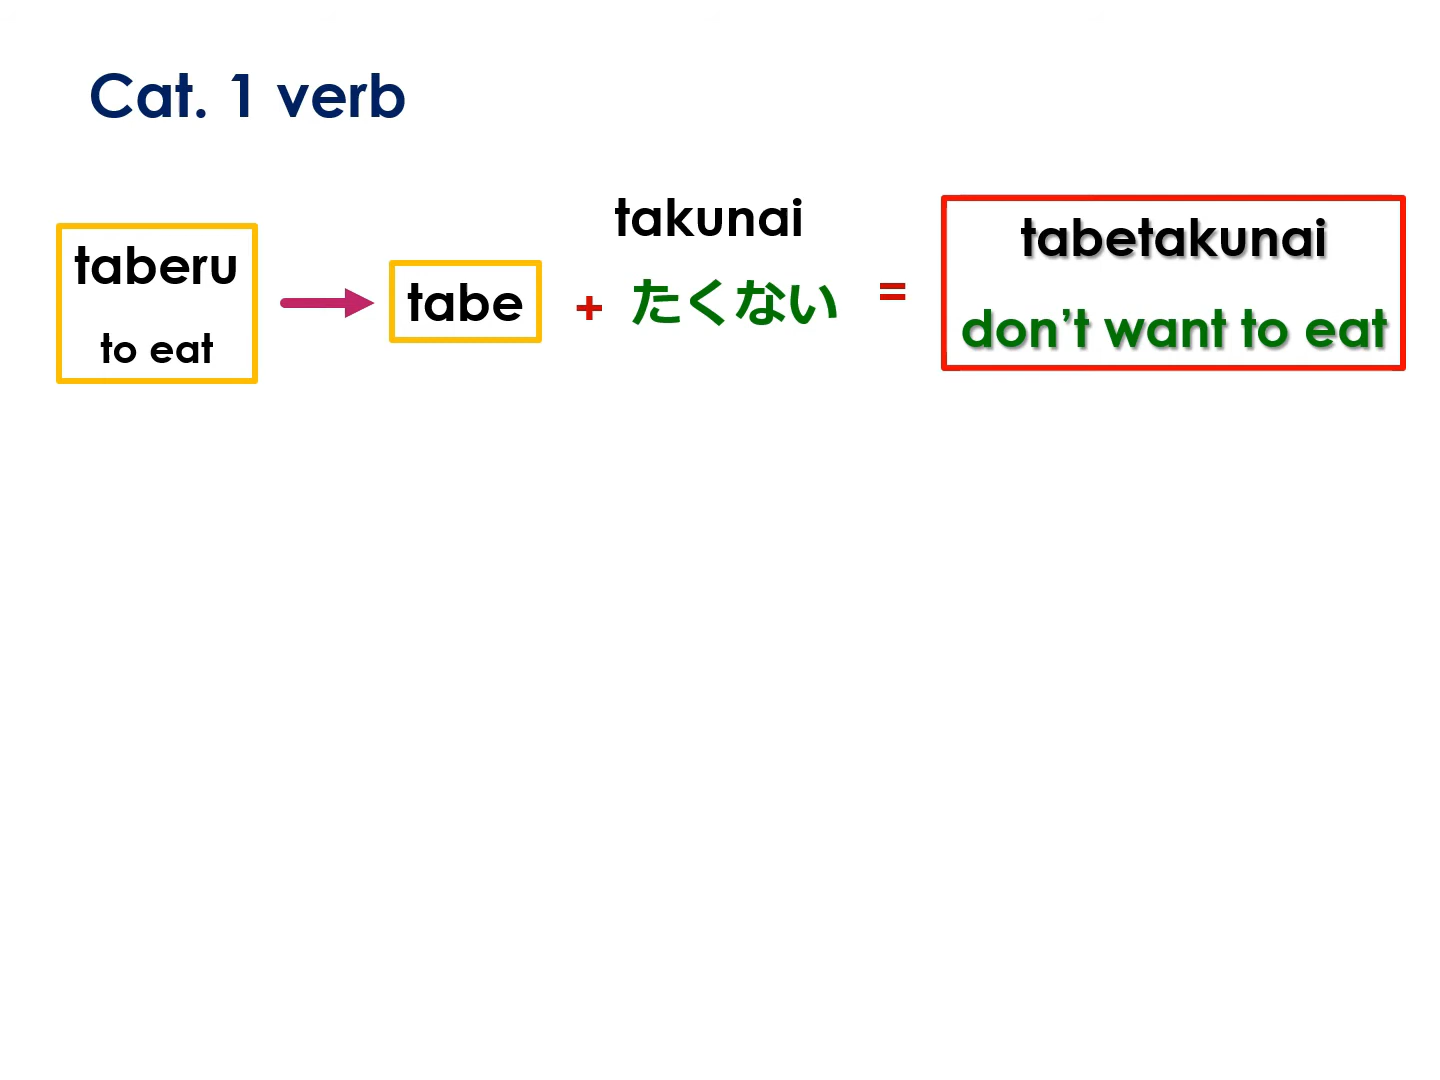 Cat. 1 verb
taberu
to eat
tabe
+
takunai
たくない
=
tabetakunai
don’t want to eat